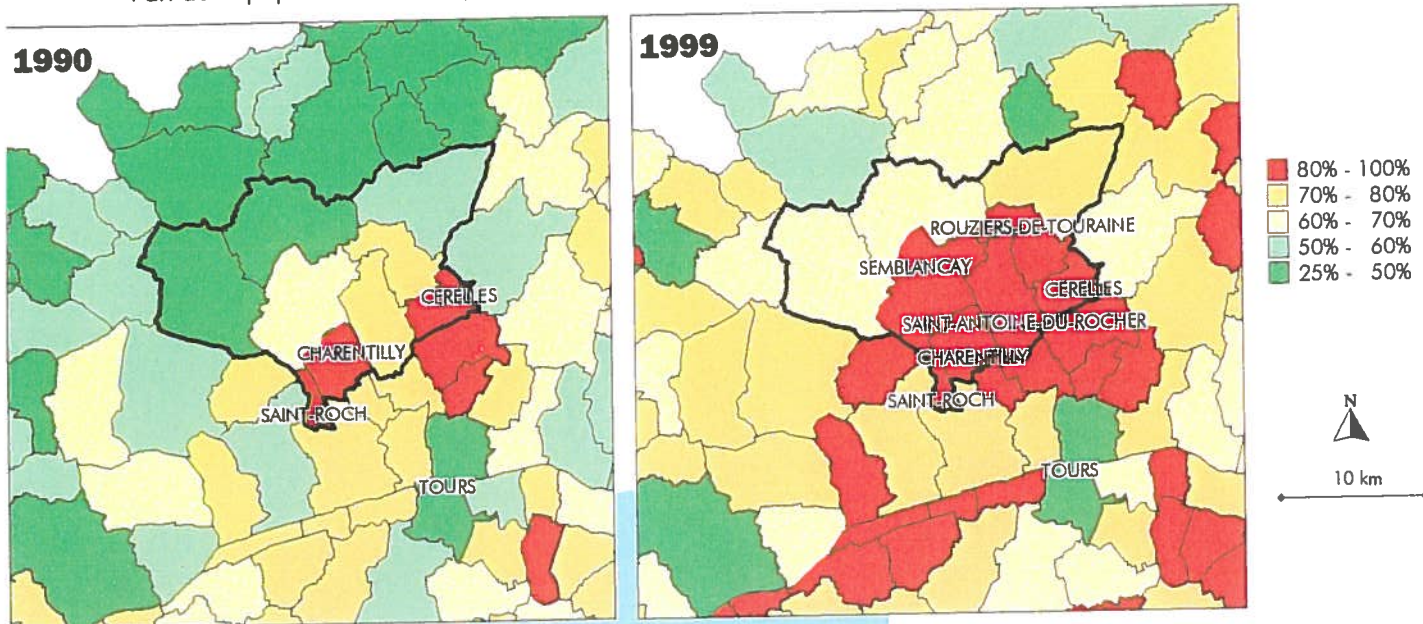 1990
CERELLES
CHARENTILLY
SAINT-ROCH
TOURS
1999
ROUZIERS-DE-TOURAINE
SEMBLANCAY
CERELLES
SAINT-ANTOINE-DU-ROCHER
CHARENTILLY
SAINT-ROCH
TOURS
80% - 100%
70% - 80%
60% - 70%
50% - 60%
25% - 50%
N
10 km